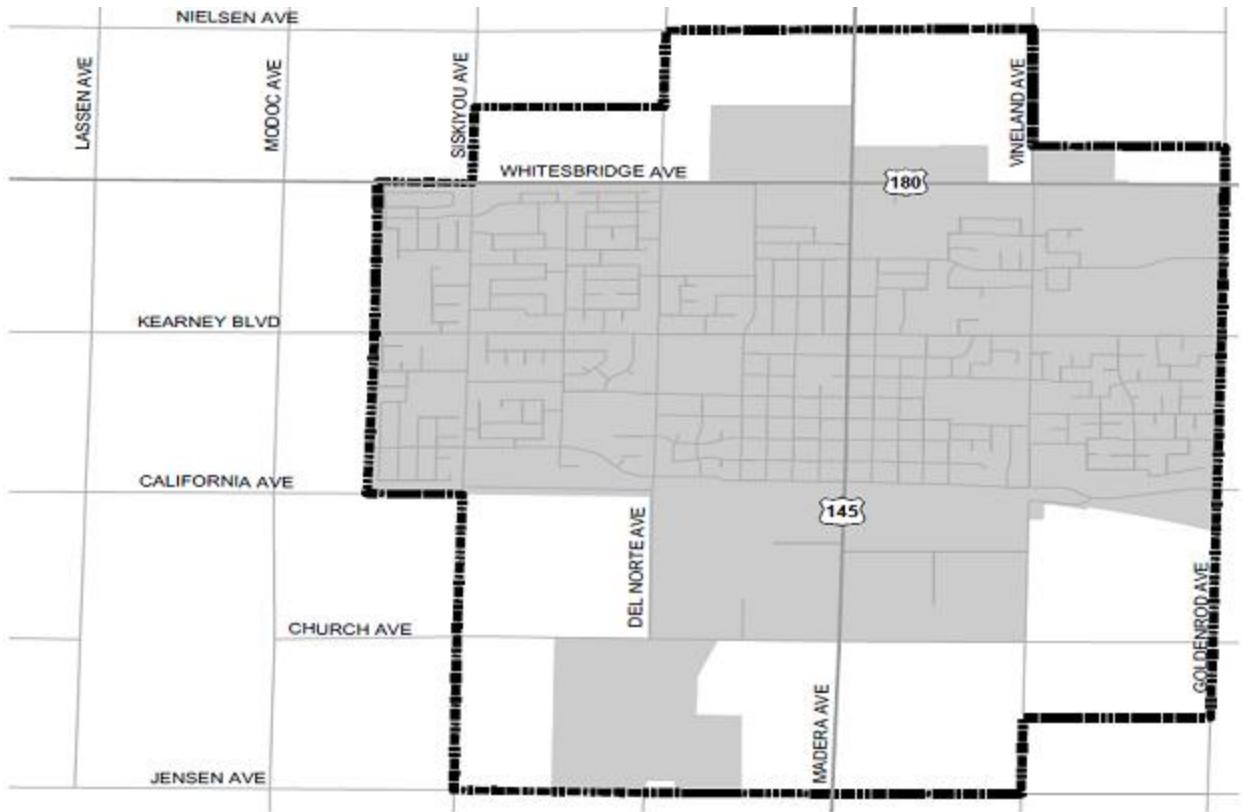 NIELSEN AVE
LASSEN AVE
MODOC AVE
SISKIYOU AVE
VINELAND AVE
WHITESBRIDGE AVE
180
KEARNEY BLVD
CALIFORNIA AVE
145
DEL NORTE AVE
GOLDENROD AVE
CHURCH AVE
MADERA AVE
JENSEN AVE